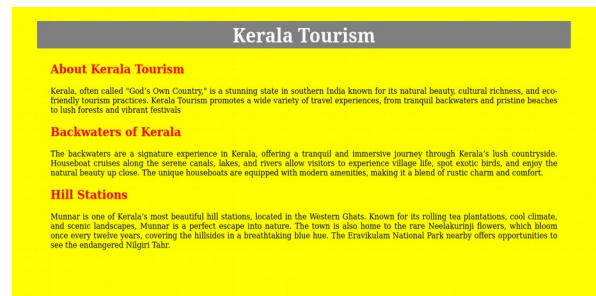 Kerala Tourism
About Kerala Tourism
Kerala, often called "God's Own Country," is a stunning state in southern India known for its natural beauty, cultural richness, and eco-
friendly tourism practices. Kerala Tourism promotes a wide variety of travel experiences, from tranquil backwaters and pristine beaches
to lush forests and vibrant festivals
Backwaters of Kerala
The backwaters are a signature experience in Kerala, offering a tranquil and immersive journey through Kerala's lush countryside.
Houseboat cruises along the serene canals, lakes, and rivers allow visitors to experience village life, spot exotic birds, and enjoy the
natural beauty up close. The unique houseboats are equipped with modern amenities, making it a blend of rustic charm and comfort.
Hill Stations
Munnar is one of Kerala's most beautiful hill stations, located in the Western Ghats. Known for its rolling tea plantations, cool climate,
and scenic landscapes, Munnar is a perfect escape into nature. The town is also home to the rare Neelakurinji flowers, which bloom
once every twelve years, covering the hillsides in a breathtaking blue hue. The Eravikulam National Park nearby offers opportunities to
see the endangered Nilgiri Tahr.